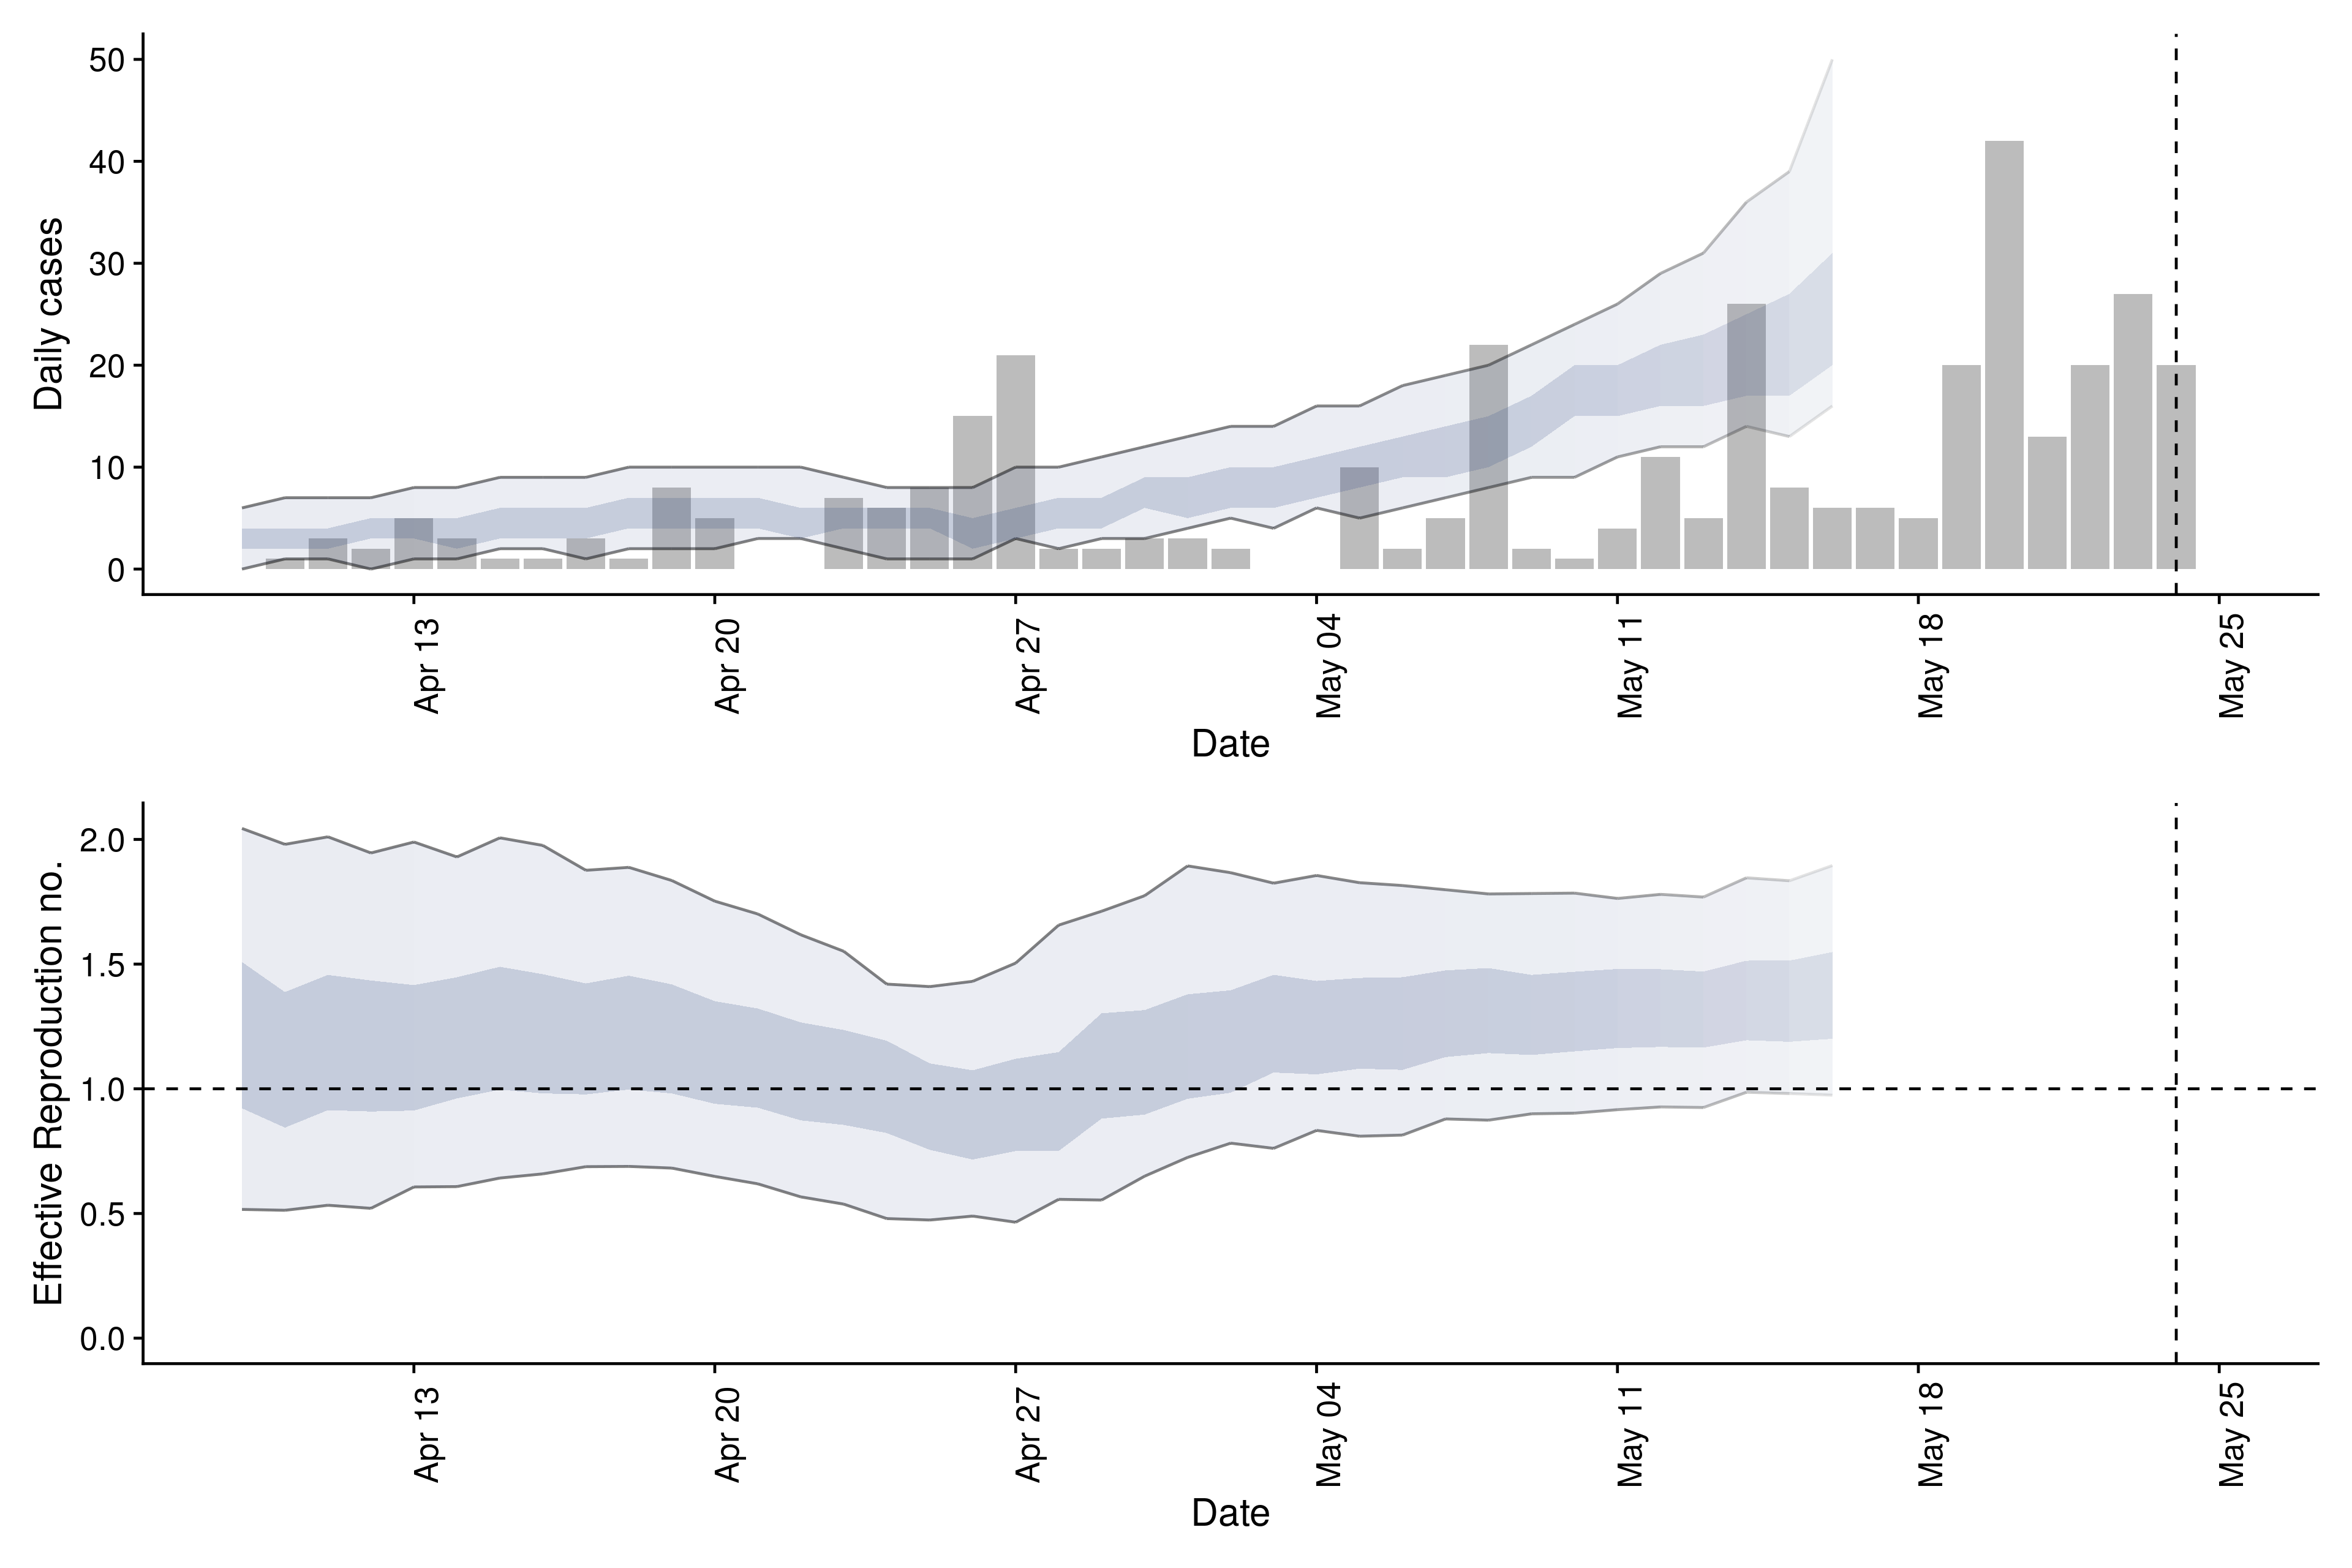 Daily cases
50
40
30
20
10
0
Apr 13
Apr 20
Apr 27
May 04
May 11
May 18
May 25
Date
Effective Reproduction no.
2.0
1.5
1.0
0.5
0.0
Apr 13
Apr 20
Apr 27
May 04
May 11
May 18
May 25
Date